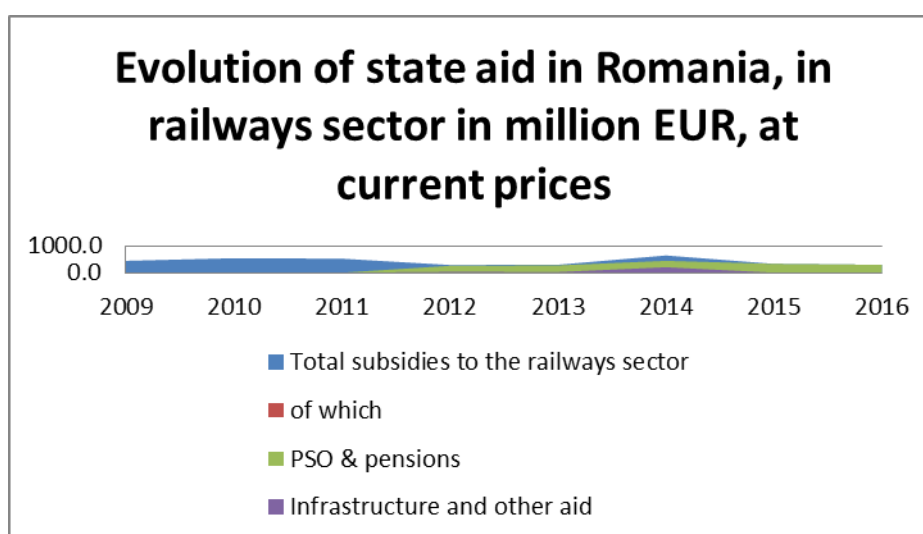 Evolution of state aid in Romania, in
railways sector in million EUR, at
current prices
1000.0
0.0
2009 2010 2011 2012 2013 2014 2015 2016
Total subsidies to the railways sector
of which
PSO & pensions
Infrastructure and other aid